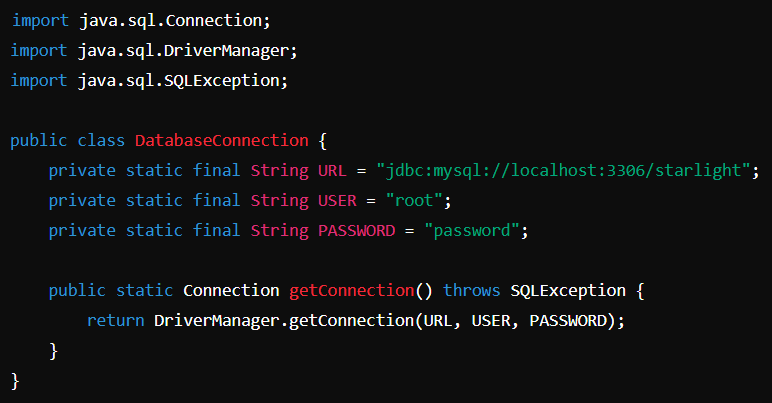 import java.sql.Connection;
import java.sql.DriverManager;
import java.sql.SQLException;

public class DatabaseConnection {
    private static final String URL = "jdbc:mysql://localhost:3306/starlight";
    private static final String USER = "root";
    private static final String PASSWORD = "password";

    public static Connection getConnection() throws SQLException {
        return DriverManager.getConnection(URL, USER, PASSWORD);
    }
}